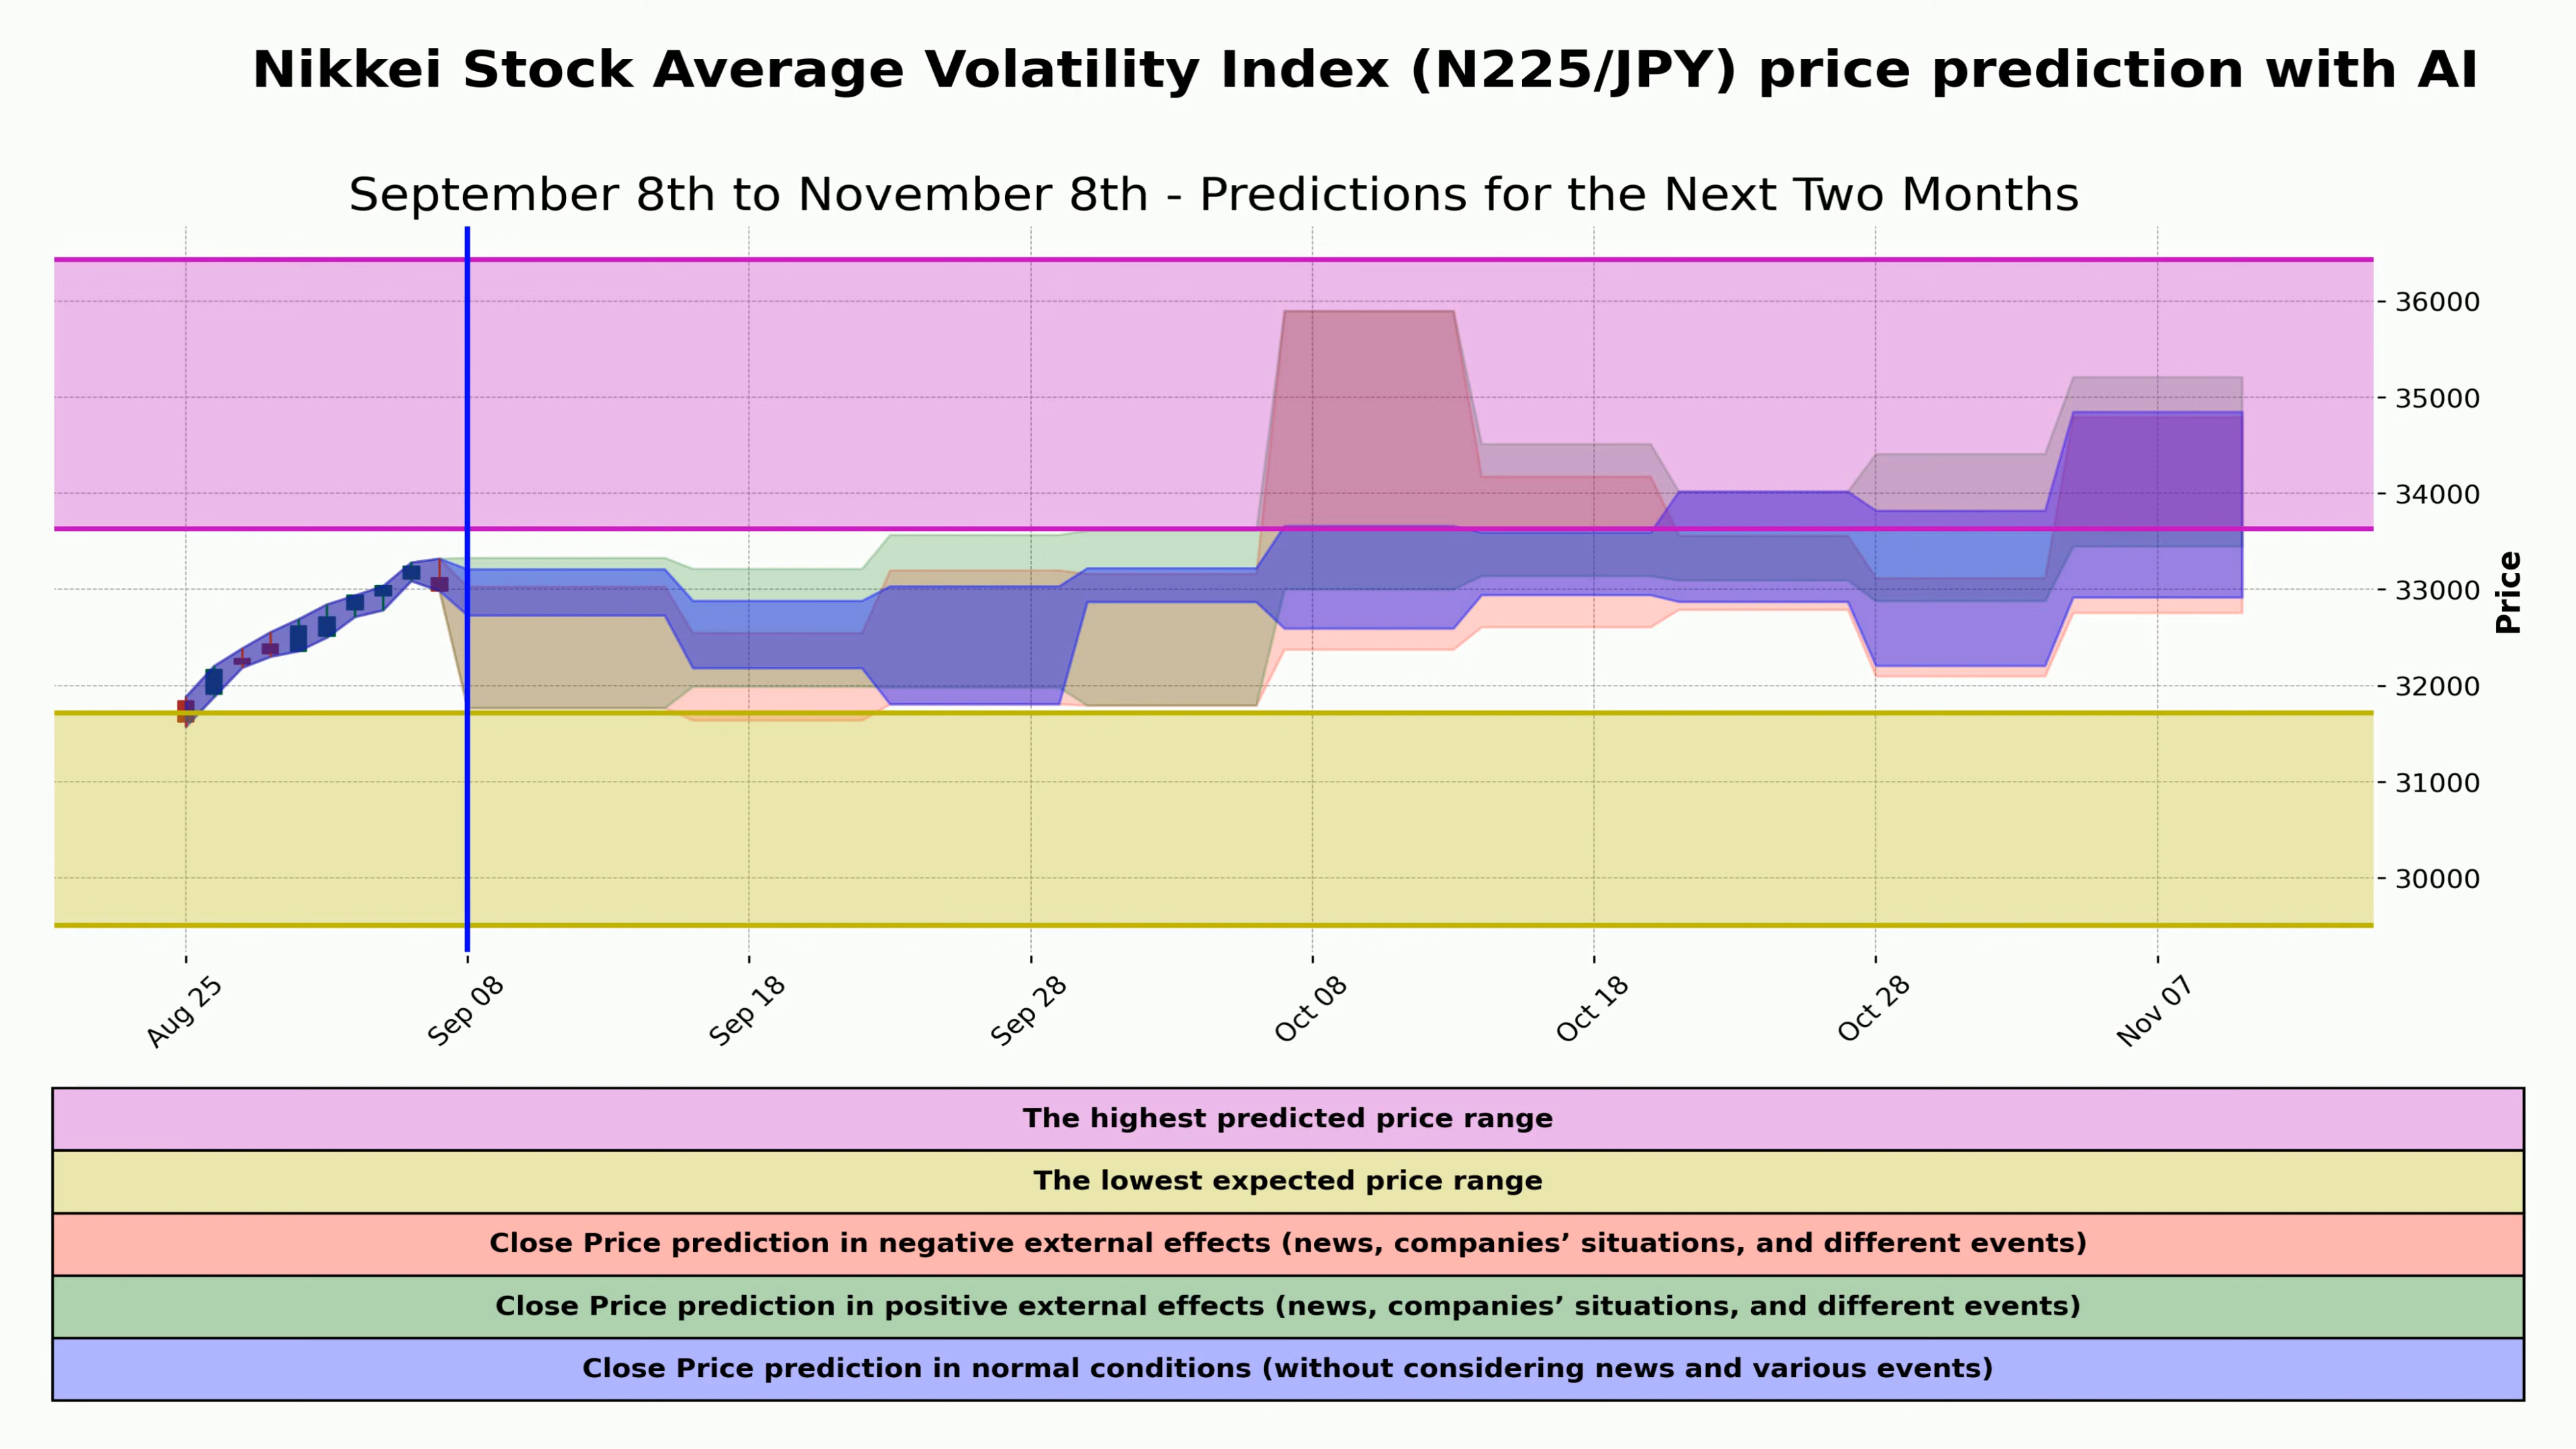 Nikkei Stock Average Volatility Index (N225/JPY) price prediction with AI
September 8th to November 8th - Predictions for the Next Two Months
36000
35000
34000
33000
32000
31000
30000
Price
Aug 25
Sep 08
Sep 18
Sep 28
Oct 08
Oct 18
Oct 28
Nov 07
The highest predicted price range
The lowest expected price range
Close Price prediction in negative external effects (news, companies’ situations, and different events)
Close Price prediction in positive external effects (news, companies’ situations, and different events)
Close Price prediction in normal conditions (without considering news and various events)